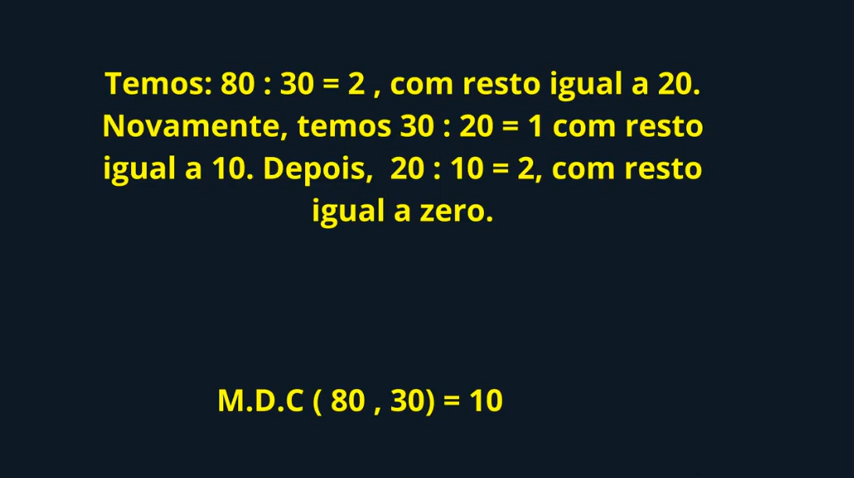 Temos: 80 : 30 = 2 , com resto igual a 20.
Novamente, temos 30 : 20 = 1 com resto
igual a 10. Depois, 20 : 10 = 2, com resto
igual a zero.
M.D.C ( 80 , 30) = 10